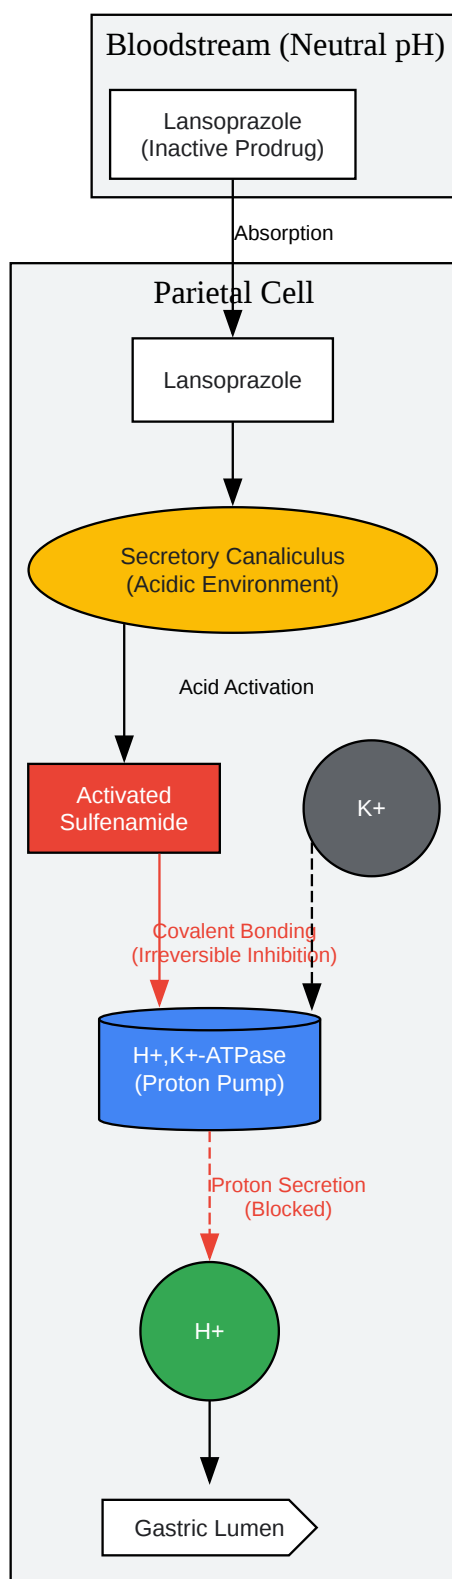 Bloodstream (Neutral pH)
Lansoprazole
(Inactive Prodrug)
Absorption
Parietal Cell
Lansoprazole
Secretory Canaliculus
(Acidic Environment)
Acid Activation
Activated
Sulfenamide
K+
Covalent Bonding
(Irreversible Inhibition)
H+,K+-ATPase
(Proton Pump)
Proton Secretion
(Blocked)
H+
Gastric Lumen